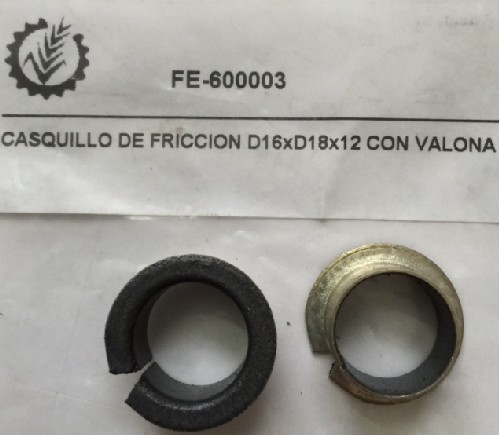 FE-600003
CASQUILLO DE FRICCION D16xD18x12 CON VALONA